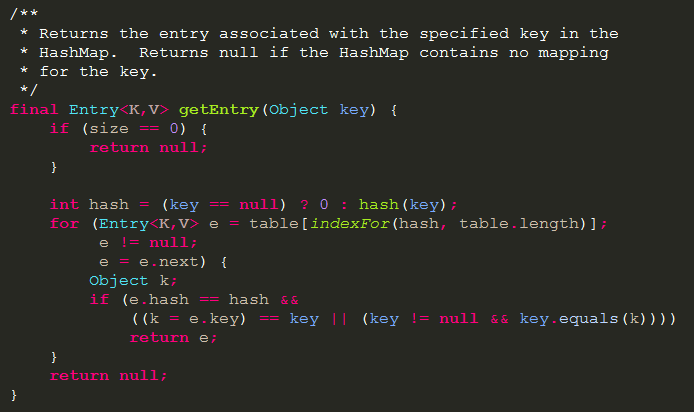 /**
 * Returns the entry associated with the specified key in the
 * HashMap.  Returns null if the HashMap contains no mapping
 * for the key.
 */
final Entry<K,V> getEntry(Object key) {
    if (size == 0) {
        return null;
    }

    int hash = (key == null) ? 0 : hash(key);
    for (Entry<K,V> e = table[indexFor(hash, table.length)];
         e != null;
         e = e.next) {
        Object k;
        if (e.hash == hash &&
            ((k = e.key) == key || (key != null && key.equals(k))))
            return e;
    }
    return null;
}